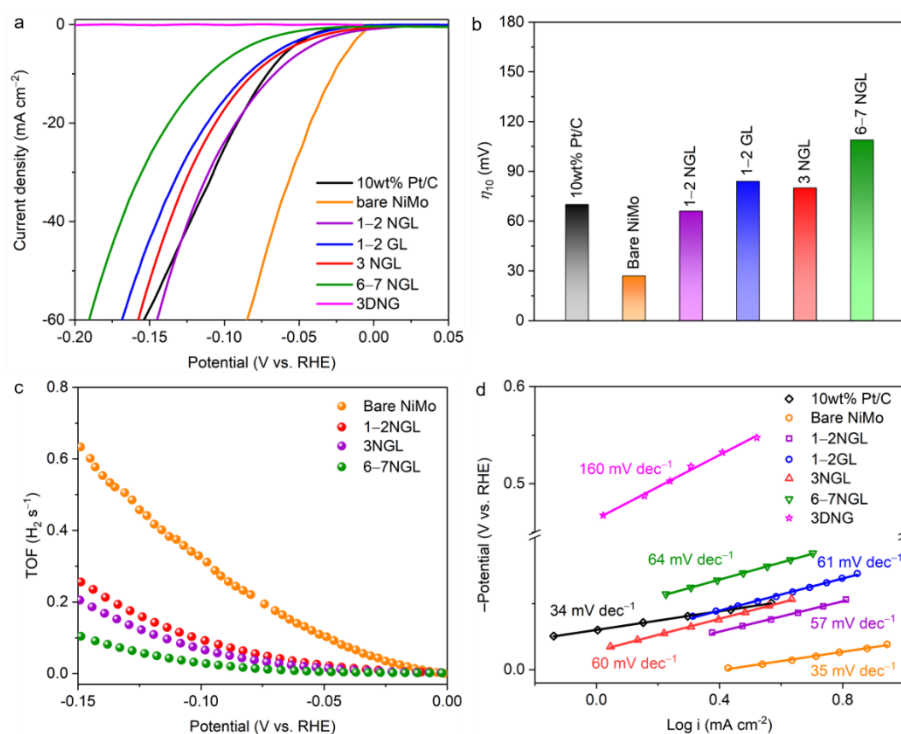 a
0
-20
-40
-60
Current density (mA cm⁻²)
10wt% Pt/C
bare NiMo
1–2 NGL
1–2 GL
3 NGL
6–7 NGL
3DNG
-0.20 -0.15 -0.10 -0.05 0.00 0.05
Potential (V vs. RHE)
b
180
150
120
90
60
30
0
η₁₀ (mV)
10wt% Pt/C
Bare NiMo
1–2 NGL
1–2 GL
3 NGL
6–7 NGL
c
0.8
0.6
0.4
0.2
0.0
TOF (H₂ s⁻¹)
Bare NiMo
1–2NGL
3NGL
6–7NGL
-0.15 -0.10 -0.05 0.00
Potential (V vs. RHE)
d
0.6
0.5
0.0
–Potential (V vs. RHE)
10wt% Pt/C
Bare NiMo
1–2NGL
1–2GL
3NGL
6–7NGL
3DNG
160 mV dec⁻¹
64 mV dec⁻¹
61 mV dec⁻¹
34 mV dec⁻¹
57 mV dec⁻¹
60 mV dec⁻¹
35 mV dec⁻¹
0.0 0.4 0.8
Log i (mA cm⁻²)